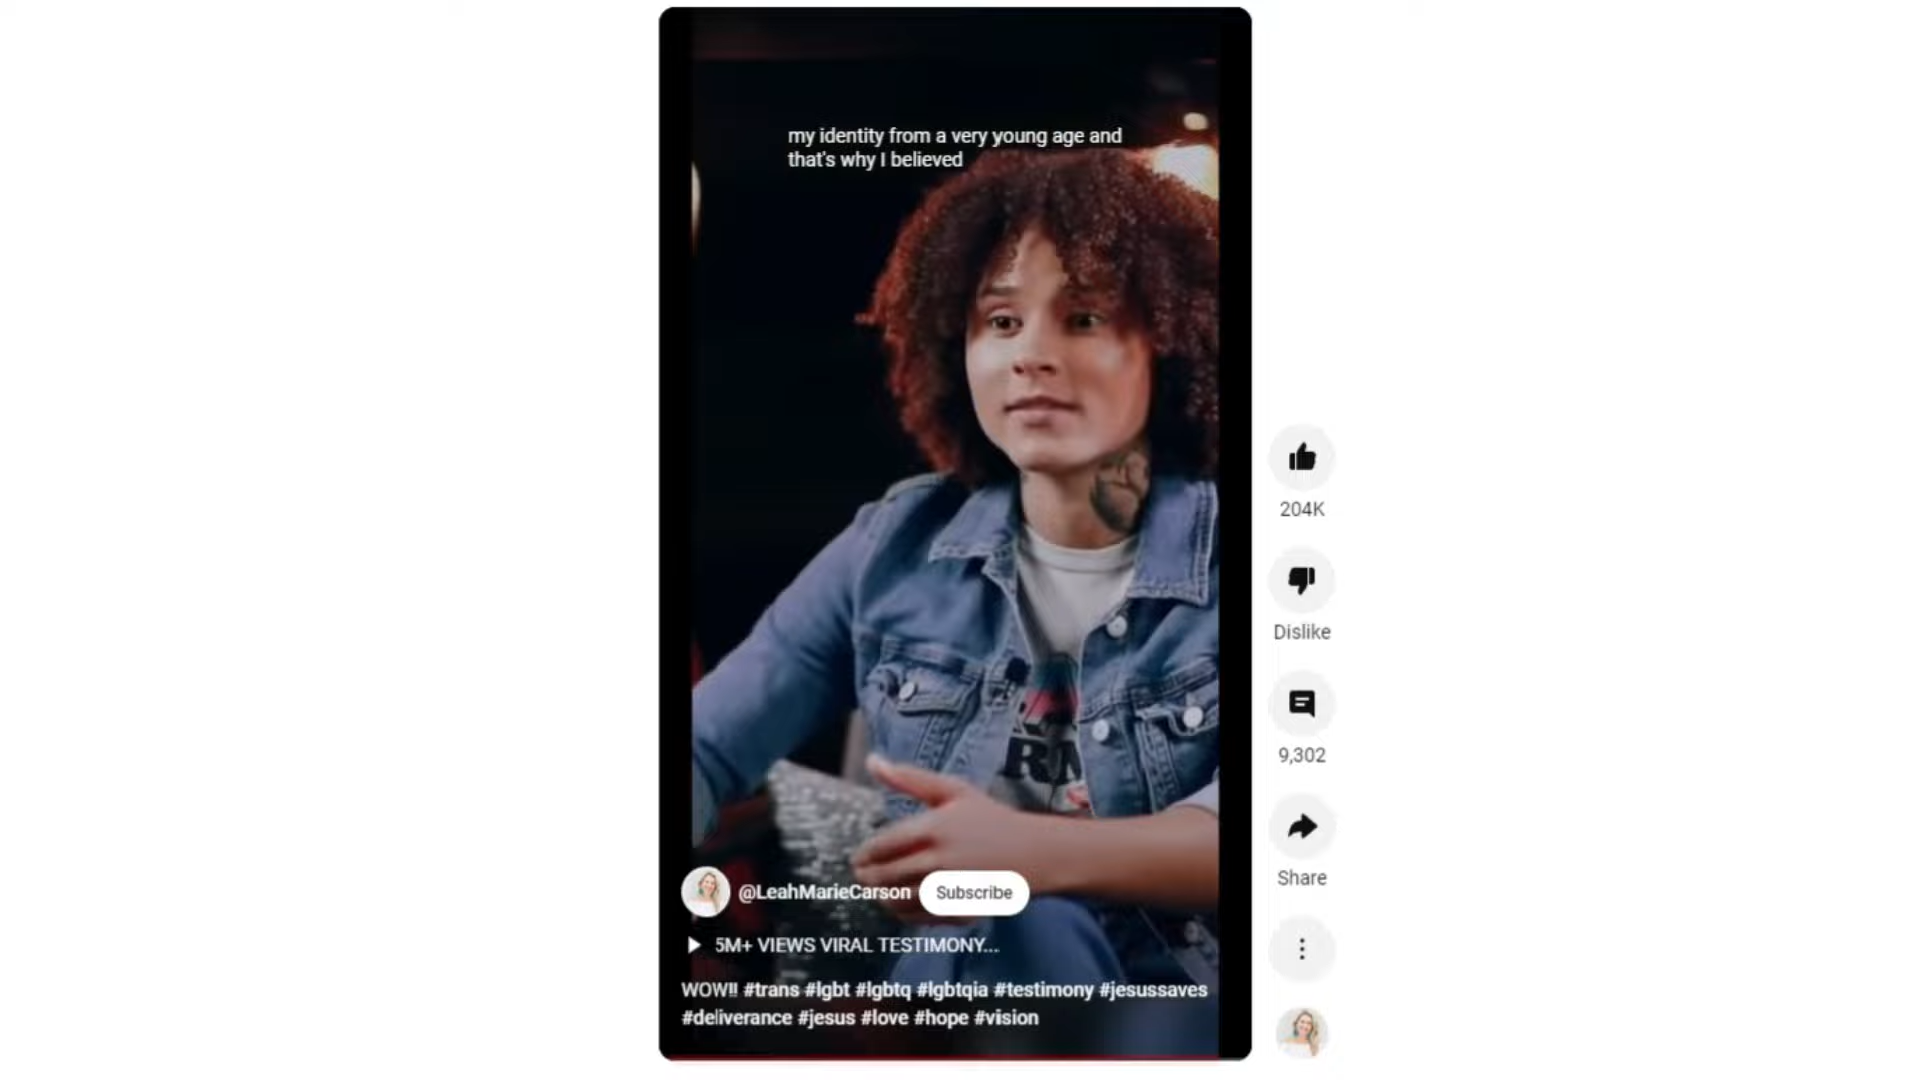 my identity from a very young age and
that's why I believed
RM
204K
Dislike
9,302
Share
@LeahMarieCarson Subscribe
5M+ VIEWS VIRAL TESTIMONY...
WOW!! #trans #lgbt #lgbtq #lgbtqia #testimony #jesussaves
#deliverance #jesus #love #hope #vision